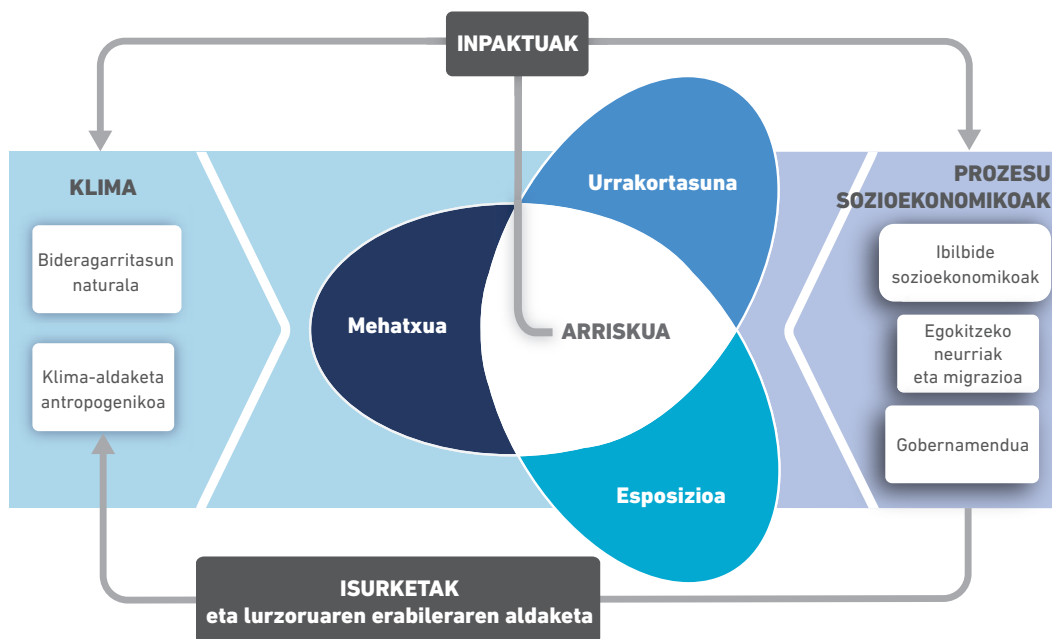 INPAKTUAK
KLIMA
Bideragarritasun
naturala
Klima-aldaketa
antropogenikoa
Urrakortasuna
Mehatxua
ARRISKUA
Esposizioa
PROZESU
SOZIOEKONOMIKOAK
Ibilbide
sozioekonomikoak
Egokitzeko
neurriak
eta migrazioa
Gobernamendua
ISURKETAK
eta lurzoruaren erabileraren aldaketa